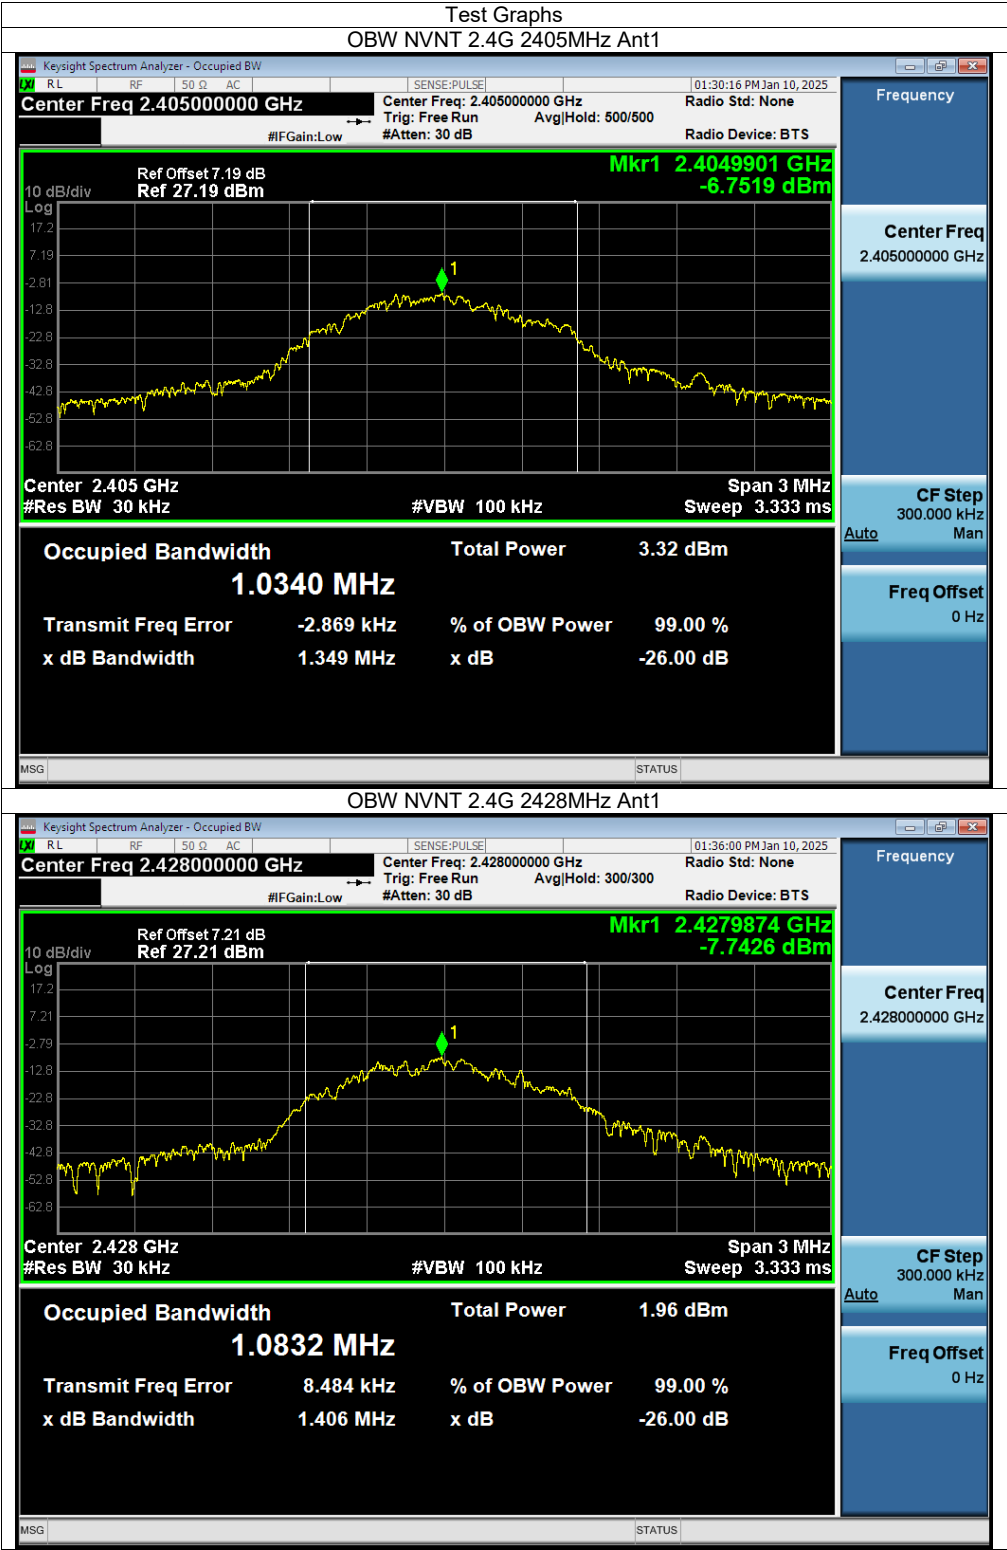 Test Graphs
OBW NVNT 2.4G 2405MHz Ant1
Keysight Spectrum Analyzer - Occupied BW
LXI RL RF 50 Ω AC SENSE:PULSE 01:30:16 PM Jan 10, 2025
Center Freq 2.405000000 GHz Center Freq: 2.405000000 GHz Radio Std: None
Trig: Free Run Avg|Hold: 500/500
#IFGain:Low #Atten: 30 dB Radio Device: BTS
Frequency
Mkr1 2.4049901 GHz
-6.7519 dBm
Ref Offset 7.19 dB
10 dB/div Ref 27.19 dBm
Log
17.2
7.19
-2.81
-12.8
-22.8
-32.8
-42.8
-52.8
-62.8
1
Center 2.405 GHz Span 3 MHz
#Res BW 30 kHz #VBW 100 kHz Sweep 3.333 ms
Center Freq
2.405000000 GHz
CF Step
300.000 kHz
Auto Man
Freq Offset
0 Hz
Occupied Bandwidth Total Power 3.32 dBm
1.0340 MHz
Transmit Freq Error -2.869 kHz % of OBW Power 99.00 %
x dB Bandwidth 1.349 MHz x dB -26.00 dB
MSG STATUS
OBW NVNT 2.4G 2428MHz Ant1
Keysight Spectrum Analyzer - Occupied BW
LXI RL RF 50 Ω AC SENSE:PULSE 01:36:00 PM Jan 10, 2025
Center Freq 2.428000000 GHz Center Freq: 2.428000000 GHz Radio Std: None
Trig: Free Run Avg|Hold: 300/300
#IFGain:Low #Atten: 30 dB Radio Device: BTS
Frequency
Mkr1 2.4279874 GHz
-7.7426 dBm
Ref Offset 7.21 dB
10 dB/div Ref 27.21 dBm
Log
17.2
7.21
-2.79
-12.8
-22.8
-32.8
-42.8
-52.8
-62.8
1
Center 2.428 GHz Span 3 MHz
#Res BW 30 kHz #VBW 100 kHz Sweep 3.333 ms
Center Freq
2.428000000 GHz
CF Step
300.000 kHz
Auto Man
Freq Offset
0 Hz
Occupied Bandwidth Total Power 1.96 dBm
1.0832 MHz
Transmit Freq Error 8.484 kHz % of OBW Power 99.00 %
x dB Bandwidth 1.406 MHz x dB -26.00 dB
MSG STATUS